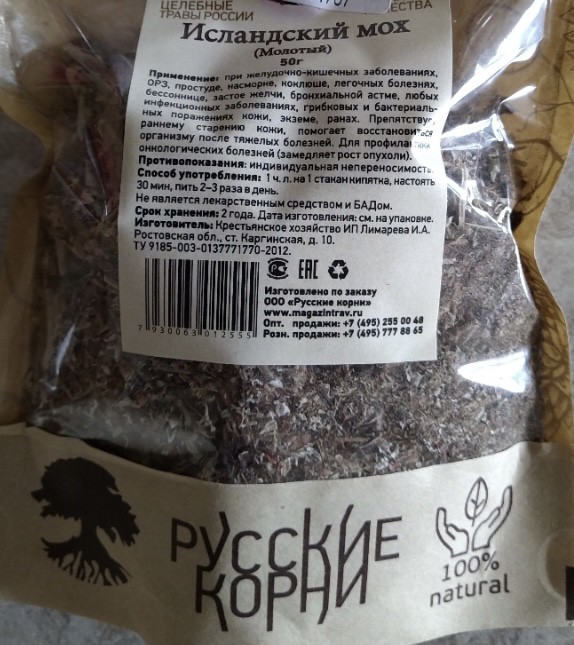 ЦЕЛЕБНЫЕ
ТРАВЫ РОССИИ
Исландский мох
(Молотый)
50г
Применение: при желудочно-кишечных заболеваниях,
ОРЗ, простуде, насморке, коклюше, легочных болезнях,
бессоннице, застое желчи, бронхиальной астме, любых
инфекционных заболеваниях, грибковых и бактериаль-
ных поражениях кожи, экземе, ранах. Препятствует
раннему старению кожи, помогает восстановиться
организму после тяжелых болезней. Для профилактики
онкологических болезней (замедляет рост опухоли).
Противопоказания: индивидуальная непереносимость.
Способ употребления: 1 ч. л. на 1 стакан кипятка, настоять
30 мин, пить 2–3 раза в день.
Не является лекарственным средством и БАДом.
Срок хранения: 2 года. Дата изготовления: см. на упаковке.
Изготовитель: Крестьянское хозяйство ИП Лимарева И.А.
Ростовская обл., ст. Каргинская, д. 10.
ТУ 9185-003-0137771770-2012.
РС ЕАС
Изготовлено по заказу
ООО «Русские корни»
www.magazintrav.ru
Опт. продажи: +7 (495) 255 00 48
Розн. продажи: +7 (495) 777 88 65
7 930063 012555
РУССКИЕ
КОРНИ
100%
natural